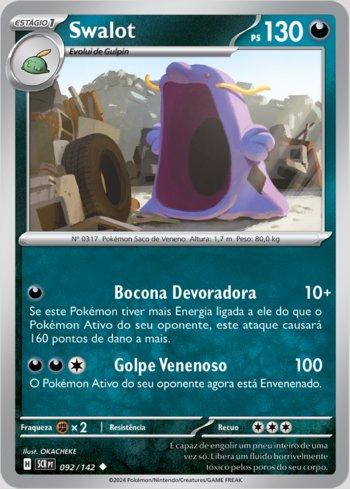 ESTÁGIO 1
Swalot
PS 130
Evolui de Gulpin
Nº 0317 Pokémon Saco de Veneno Altura: 1,7 m Peso: 80,0 kg
Bocona Devoradora 10+
Se este Pokémon tiver mais Energia ligada a ele do que o
Pokémon Ativo do seu oponente, este ataque causará
160 pontos de dano a mais.
Golpe Venenoso 100
O Pokémon Ativo do seu oponente agora está Envenenado.
Fraqueza ×2 Resistência Recuo
Ilust. OKACHEKE
H SCR PT 092/142
É capaz de engolir um pneu inteiro de uma
vez só. Libera um fluido horrivelmente
tóxico pelos poros do seu corpo.
©2024 Pokémon/Nintendo/Creatures/GAME FREAK